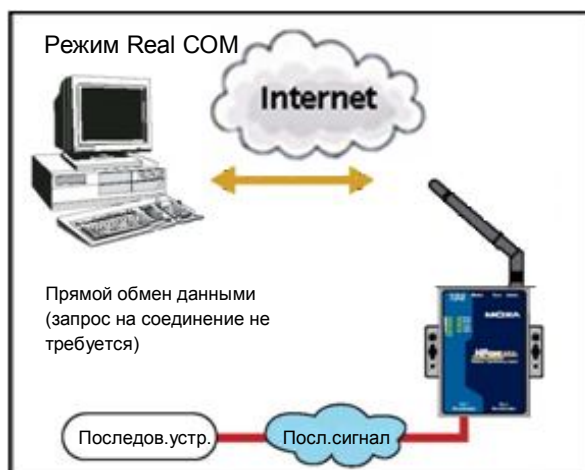 Режим Real COM
Internet
Прямой обмен данными
(запрос на соединение не
требуется)
MOXA
Последов.устр.
Посл.сигнал